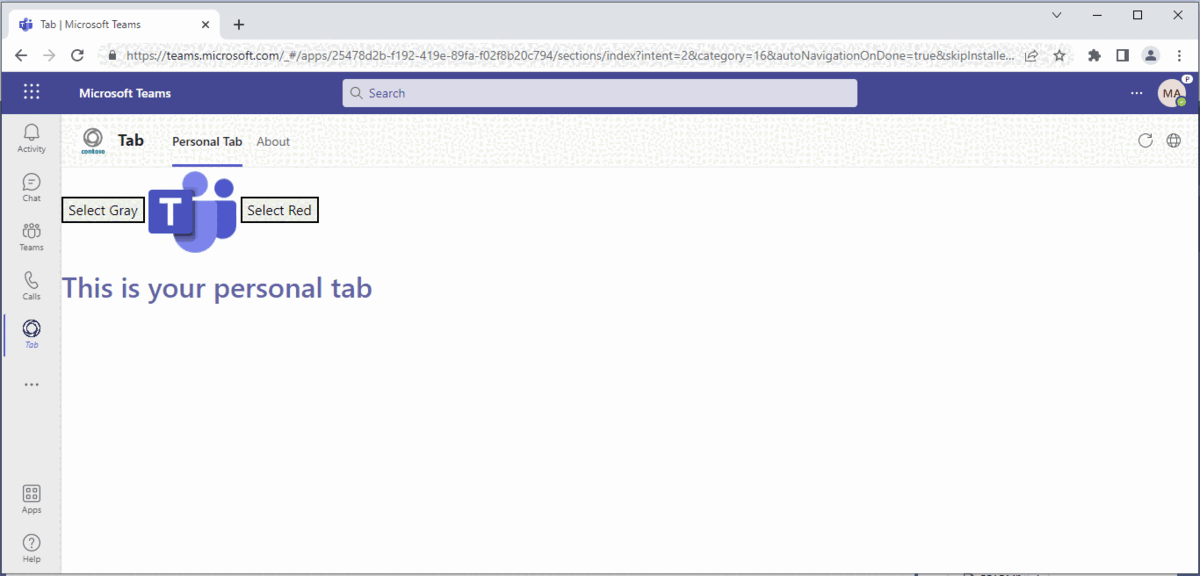 Tab | Microsoft Teams
https://teams.microsoft.com/_#/apps/25478d2b-f192-419e-89fa-f02f8b20c794/sections/index?intent=2&category=16&autoNavigationOnDone=true&skipInstalle...
Microsoft Teams
Search
MA
P
Activity
contoso
Tab
Personal Tab
About
Chat
Select Gray
T
Select Red
Teams
Calls
This is your personal tab
Tab
Apps
Help